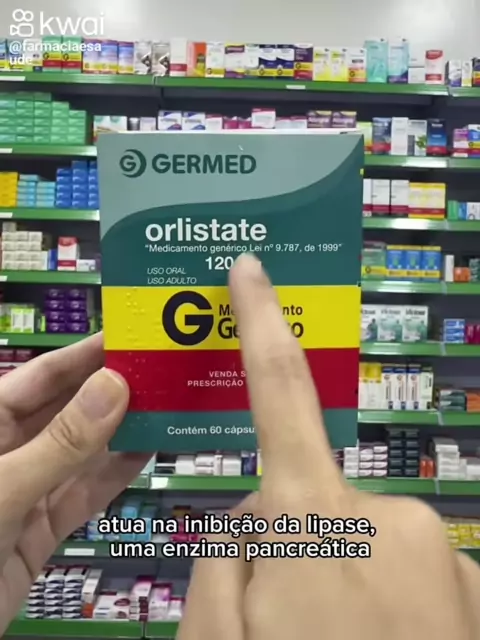 kwai
@farmaciaesa
ude
GERMED
orlistate
"Medicamento genérico Lei nº 9.787, de 1999"
120
USO ORAL
USO ADULTO
G
VENDA
PRESCRIÇÃO
Contém 60
atua na inibição da lipase,
uma enzima pancreática